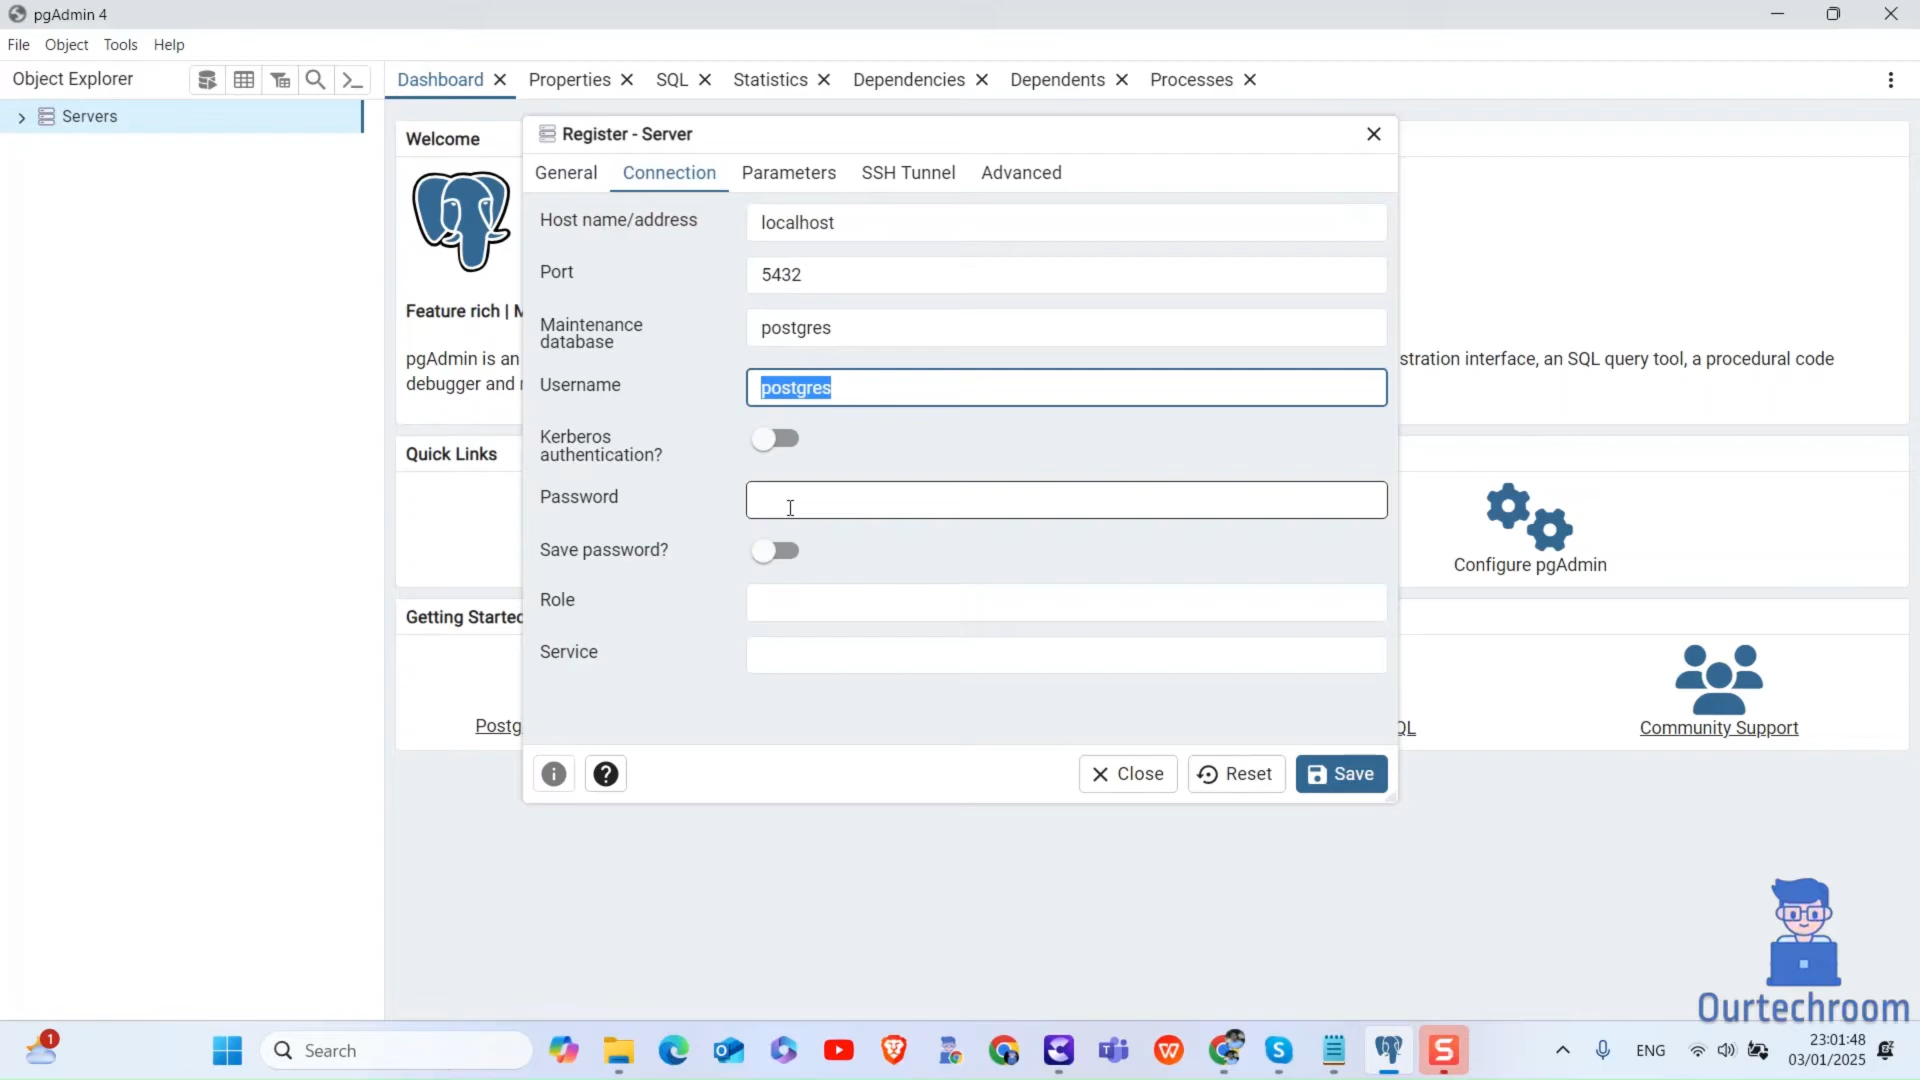 pgAdmin 4
File Object Tools Help
Object Explorer
Dashboard Properties SQL Statistics Dependencies Dependents Processes
Servers
Welcome
Register - Server
General Connection Parameters SSH Tunnel Advanced
Host name/address localhost
Port 5432
Feature rich | M
Maintenance
database
postgres
pgAdmin is an
stration interface, an SQL query tool, a procedural code
debugger and
Username postgres
Kerberos
authentication?
Quick Links
Password
Save password?
Configure pgAdmin
Role
Getting Started
Service
Postg
QL
Community Support
i ? Close Reset Save
Ourtechroom
1
Search
ENG
23:01:48
03/01/2025